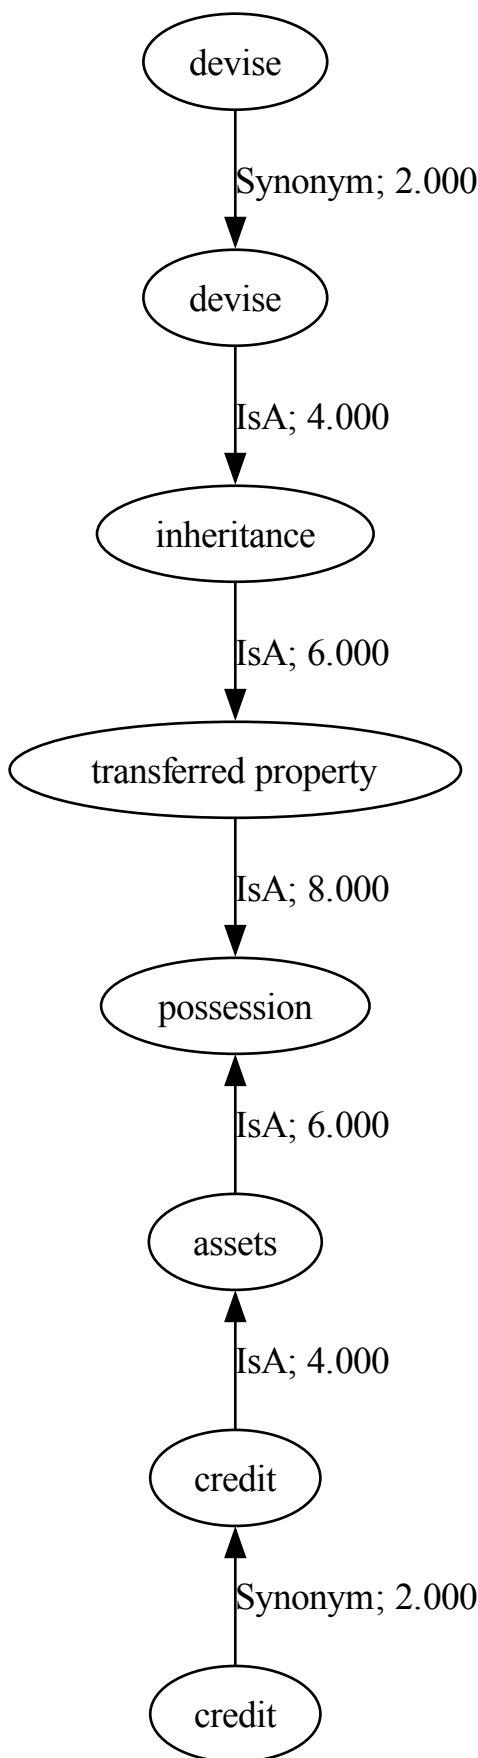 devise
Synonym; 2.000
devise
IsA; 4.000
inheritance
IsA; 6.000
transferred property
IsA; 8.000
possession
IsA; 6.000
assets
IsA; 4.000
credit
Synonym; 2.000
credit